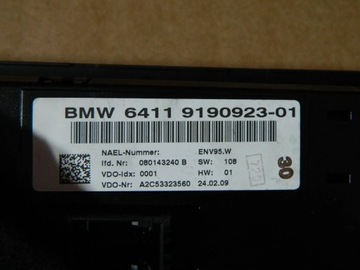 BMW 6411 9190923-01
NAEL-Nummer: ENV95.W
lfd. Nr: 080143240 B SW: 108
VDO-Idx: 0001 HW: 01
VDO-Nr: A2C53323560 24.02.09
30